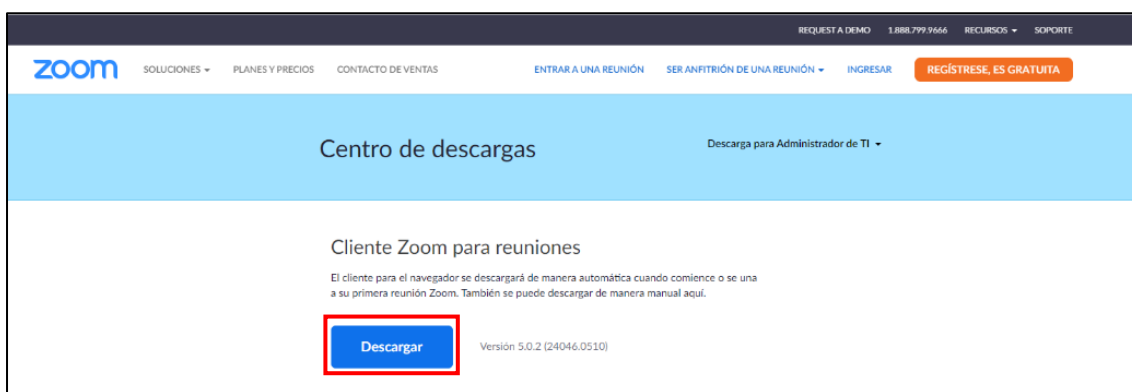 REQUEST A DEMO 1.888.799.9666 RECURSOS SOPORTE
zoom SOLUCIONES PLANES Y PRECIOS CONTACTO DE VENTAS ENTRAR A UNA REUNIÓN SER ANFITRIÓN DE UNA REUNIÓN INGRESAR REGÍSTRESE, ES GRATUITA
Centro de descargas Descarga para Administrador de TI
Cliente Zoom para reuniones
El cliente para el navegador se descargará de manera automática cuando comience o se una
a su primera reunión Zoom. También se puede descargar de manera manual aquí.
Descargar Versión 5.0.2 (24046.0510)